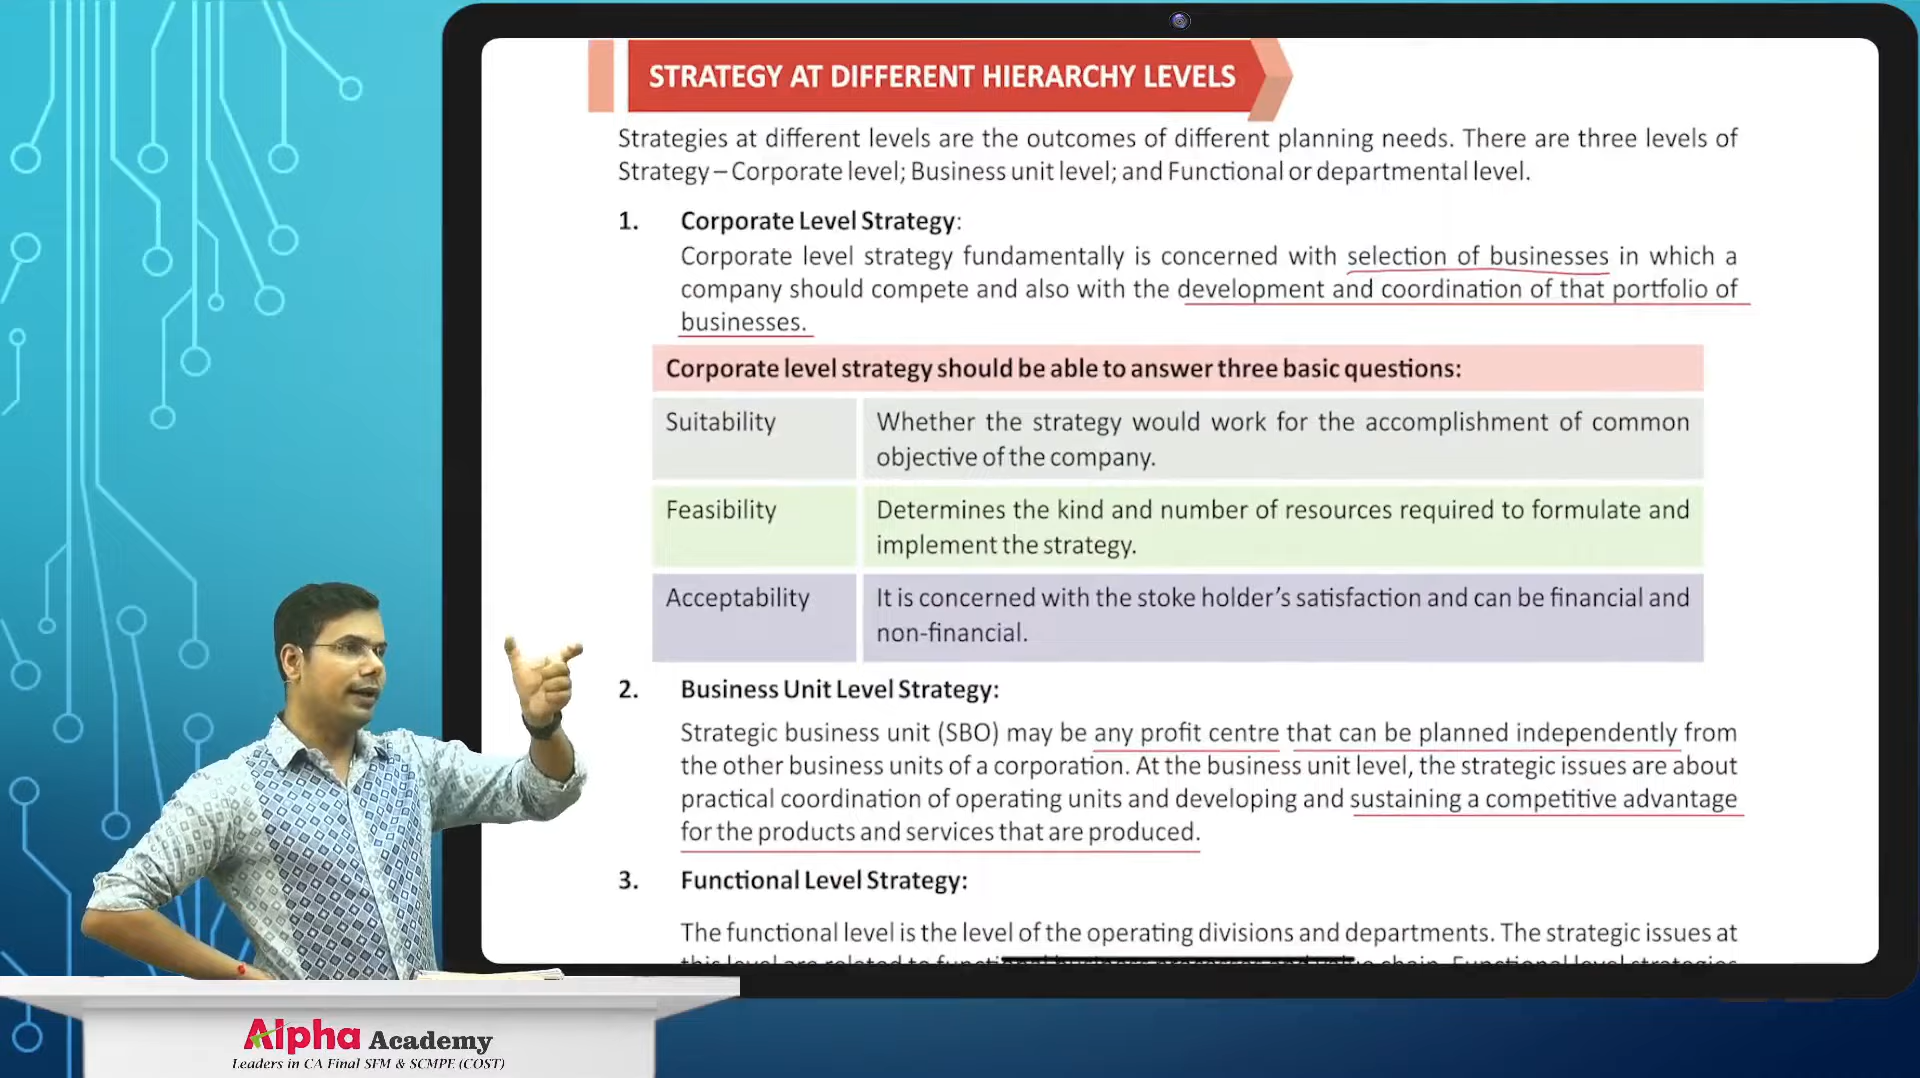 STRATEGY AT DIFFERENT HIERARCHY LEVELS
Strategies at different levels are the outcomes of different planning needs. There are three levels of
Strategy – Corporate level; Business unit level; and Functional or departmental level.
1. Corporate Level Strategy:
Corporate level strategy fundamentally is concerned with selection of businesses in which a
company should compete and also with the development and coordination of that portfolio of
businesses.
Corporate level strategy should be able to answer three basic questions:
Suitability Whether the strategy would work for the accomplishment of common
objective of the company.
Feasibility Determines the kind and number of resources required to formulate and
implement the strategy.
Acceptability It is concerned with the stoke holder's satisfaction and can be financial and
non-financial.
2. Business Unit Level Strategy:
Strategic business unit (SBO) may be any profit centre that can be planned independently from
the other business units of a corporation. At the business unit level, the strategic issues are about
practical coordination of operating units and developing and sustaining a competitive advantage
for the products and services that are produced.
3. Functional Level Strategy:
The functional level is the level of the operating divisions and departments. The strategic issues at
Alpha Academy
Leaders in CA Final SFM & SCMPE (COST)